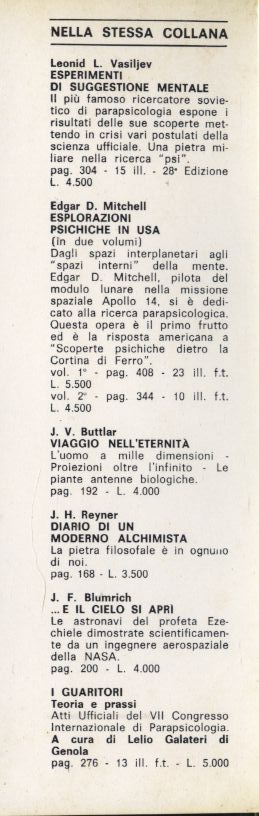 NELLA STESSA COLLANA
Leonid L. Vasiljev
ESPERIMENTI
DI SUGGESTIONE MENTALE
Il più famoso ricercatore sovie-
tico di parapsicologia espone i
risultati delle sue scoperte met-
tendo in crisi vari postulati della
scienza ufficiale. Una pietra mi-
liare nella ricerca "psi".
pag. 304 - 15 ill. - 28ª Edizione
L. 4.500
Edgar D. Mitchell
ESPLORAZIONI
PSICHICHE IN USA
(in due volumi)
Dagli spazi interplanetari agli
"spazi interni" della mente.
Edgar D. Mitchell, pilota del
modulo lunare nella missione
spaziale Apollo 14, si è dedi-
cato alla ricerca parapsicologica.
Questa opera è il primo frutto
ed è la risposta americana a
"Scoperte psichiche dietro la
Cortina di Ferro".
vol. 1° - pag. 408 - 23 ill. f.t.
L. 5.500
vol. 2° - pag. 344 - 10 ill. f.t.
L. 4.500
J. V. Buttlar
VIAGGIO NELL'ETERNITÀ
L'uomo a mille dimensioni -
Proiezioni oltre l'infinito - Le
piante antenne biologiche.
pag. 192 - L. 4.000
J. H. Reyner
DIARIO DI UN
MODERNO ALCHIMISTA
La pietra filosofale è in ognuno
di noi.
pag. 168 - L. 3.500
J. F. Blumrich
... E IL CIELO SI APRÌ
Le astronavi del profeta Eze-
chiele dimostrate scientificamen-
te da un ingegnere aerospaziale
della NASA.
pag. 200 - L. 4.000
I GUARITORI
Teoria e prassi
Atti Ufficiali del VII Congresso
Internazionale di Parapsicologia.
A cura di Lelio Galateri di
Genola
pag. 276 - 13 ill. f.t. - L. 5.000